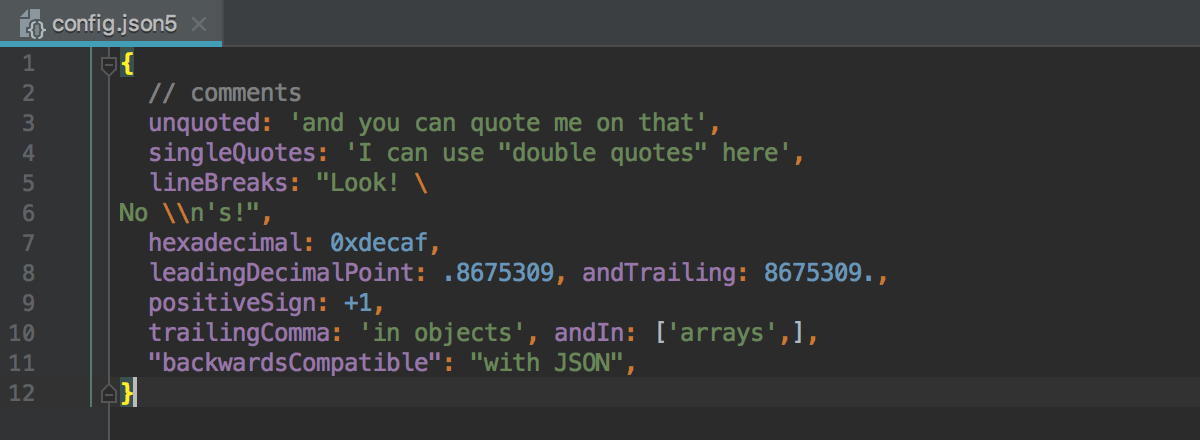 config.json5
1 {
2   // comments
3   unquoted: 'and you can quote me on that',
4   singleQuotes: 'I can use "double quotes" here',
5   lineBreaks: "Look! \
6 No \\n's!",
7   hexadecimal: 0xdecaf,
8   leadingDecimalPoint: .8675309, andTrailing: 8675309.,
9   positiveSign: +1,
10   trailingComma: 'in objects', andIn: ['arrays',],
11   "backwardsCompatible": "with JSON",
12 }